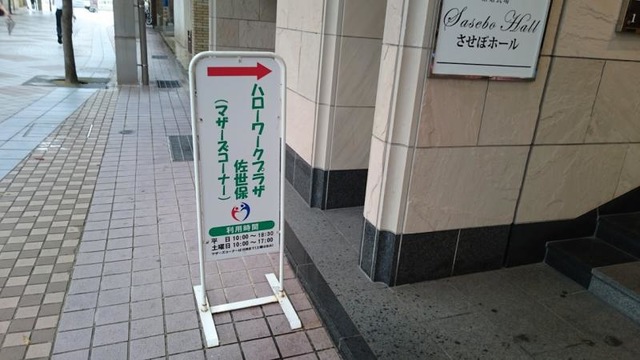 Sasebo Hall
させぼホール
ハローワークプラザ
佐世保
(マザーズコーナー)
利用時間
平 日 10:00～18:30
土曜日 10:00～17:00